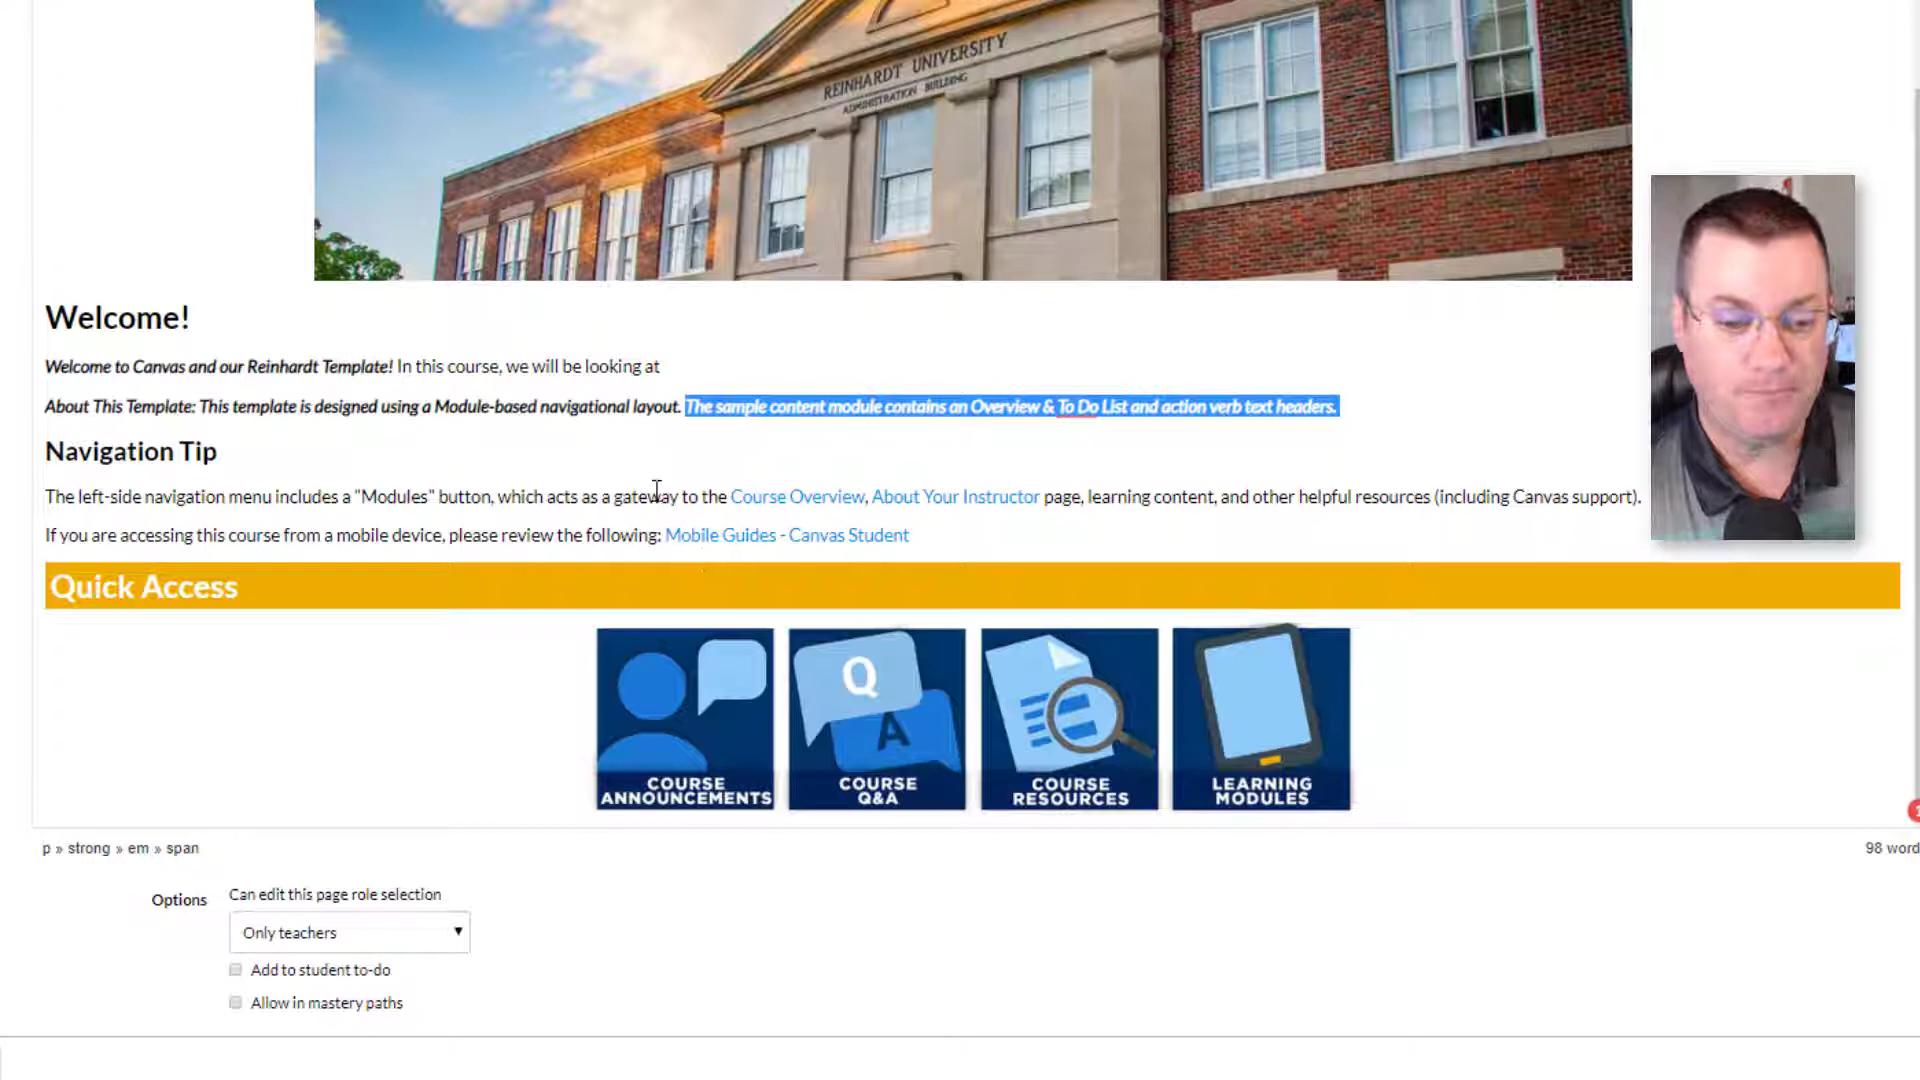 REINHARDT UNIVERSITY
ADMINISTRATION BUILDING
Welcome!
Welcome to Canvas and our Reinhardt Template! In this course, we will be looking at
About This Template: This template is designed using a Module-based navigational layout. The sample content module contains an Overview & To Do List and action verb text headers.
Navigation Tip
The left-side navigation menu includes a "Modules" button, which acts as a gateway to the Course Overview, About Your Instructor page, learning content, and other helpful resources (including Canvas support).
If you are accessing this course from a mobile device, please review the following: Mobile Guides - Canvas Student
Quick Access
Q
A
COURSE
ANNOUNCEMENTS
COURSE
Q&A
COURSE
RESOURCES
LEARNING
MODULES
p » strong » em » span
98 word
Options
Can edit this page role selection
Only teachers
Add to student to-do
Allow in mastery paths